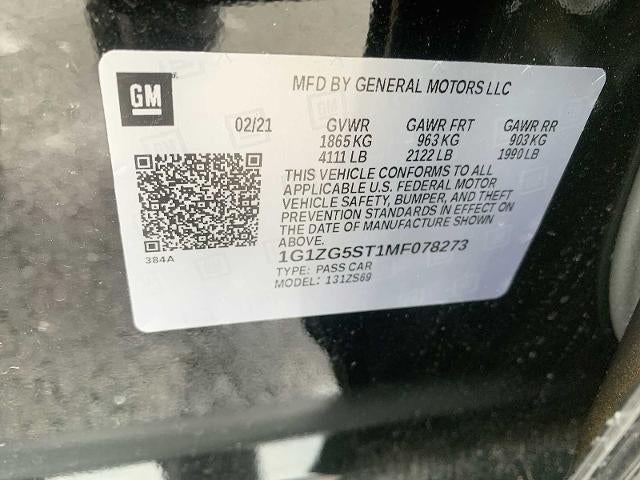 GM
MFD BY GENERAL MOTORS LLC
02/21 GVWR GAWR FRT GAWR RR
1865 KG 963 KG 903 KG
4111 LB 2122 LB 1990 LB
THIS VEHICLE CONFORMS TO ALL
APPLICABLE U.S. FEDERAL MOTOR
VEHICLE SAFETY, BUMPER, AND THEFT
PREVENTION STANDARDS IN EFFECT ON
THE DATE OF MANUFACTURE SHOWN
ABOVE.
384A
1G1ZG5ST1MF078273
TYPE: PASS CAR
MODEL: 131ZS69